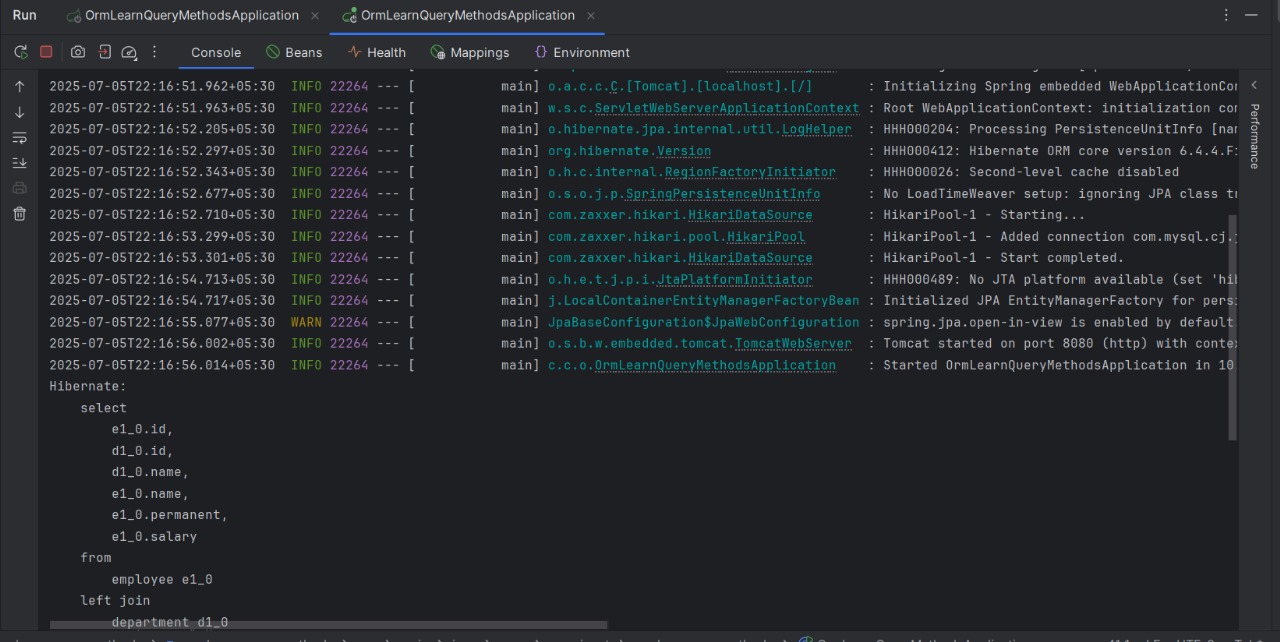 Run OrmLearnQueryMethodsApplication × OrmLearnQueryMethodsApplication ×
Console Beans Health Mappings {} Environment
2025-07-05T22:16:51.962+05:30 INFO 22264 --- [ main] o.a.c.c.C.[Tomcat].[localhost].[/] : Initializing Spring embedded WebApplicationCon
2025-07-05T22:16:51.963+05:30 INFO 22264 --- [ main] w.s.c.ServletWebServerApplicationContext : Root WebApplicationContext: initialization com
2025-07-05T22:16:52.205+05:30 INFO 22264 --- [ main] o.hibernate.jpa.internal.util.LogHelper : HHH000204: Processing PersistenceUnitInfo [nam
2025-07-05T22:16:52.297+05:30 INFO 22264 --- [ main] org.hibernate.Version : HHH000412: Hibernate ORM core version 6.4.4.Fi
2025-07-05T22:16:52.343+05:30 INFO 22264 --- [ main] o.h.c.internal.RegionFactoryInitiator : HHH000026: Second-level cache disabled
2025-07-05T22:16:52.677+05:30 INFO 22264 --- [ main] o.s.o.j.p.SpringPersistenceUnitInfo : No LoadTimeWeaver setup: ignoring JPA class tr
2025-07-05T22:16:52.710+05:30 INFO 22264 --- [ main] com.zaxxer.hikari.HikariDataSource : HikariPool-1 - Starting...
2025-07-05T22:16:53.299+05:30 INFO 22264 --- [ main] com.zaxxer.hikari.pool.HikariPool : HikariPool-1 - Added connection com.mysql.cj.j
2025-07-05T22:16:53.301+05:30 INFO 22264 --- [ main] com.zaxxer.hikari.HikariDataSource : HikariPool-1 - Start completed.
2025-07-05T22:16:54.713+05:30 INFO 22264 --- [ main] o.h.e.t.j.p.i.JtaPlatformInitiator : HHH000489: No JTA platform available (set 'hib
2025-07-05T22:16:54.717+05:30 INFO 22264 --- [ main] j.LocalContainerEntityManagerFactoryBean : Initialized JPA EntityManagerFactory for persi
2025-07-05T22:16:55.077+05:30 WARN 22264 --- [ main] JpaBaseConfiguration$JpaWebConfiguration : spring.jpa.open-in-view is enabled by default.
2025-07-05T22:16:56.002+05:30 INFO 22264 --- [ main] o.s.b.w.embedded.tomcat.TomcatWebServer : Tomcat started on port 8080 (http) with contex
2025-07-05T22:16:56.014+05:30 INFO 22264 --- [ main] c.c.o.OrmLearnQueryMethodsApplication : Started OrmLearnQueryMethodsApplication in 10.
Hibernate:
select
e1_0.id,
d1_0.id,
d1_0.name,
e1_0.name,
e1_0.permanent,
e1_0.salary
from
employee e1_0
left join
department d1_0
Performance